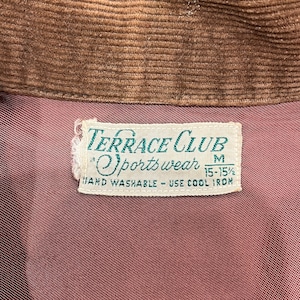 TERRACE CLUB
Sportswear M
15-15½
HAND WASHABLE - USE COOL IRON